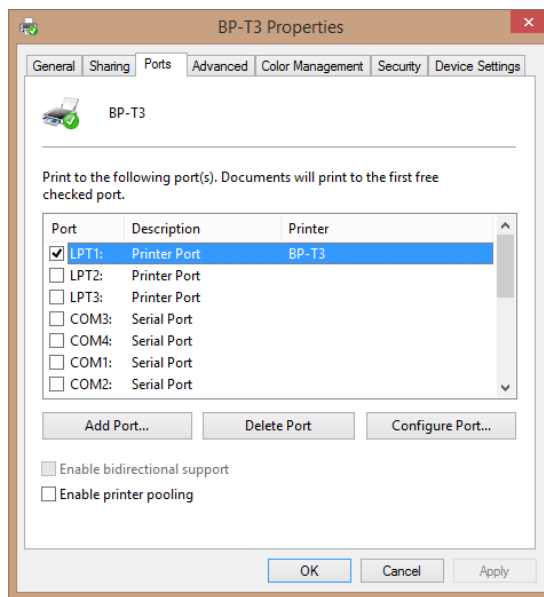 BP-T3 Properties
General Sharing Ports Advanced Color Management Security Device Settings
BP-T3
Print to the following port(s). Documents will print to the first free
checked port.
Port Description Printer
LPT1: Printer Port BP-T3
LPT2: Printer Port
LPT3: Printer Port
COM3: Serial Port
COM4: Serial Port
COM1: Serial Port
COM2: Serial Port
Add Port... Delete Port Configure Port...
Enable bidirectional support
Enable printer pooling
OK Cancel Apply